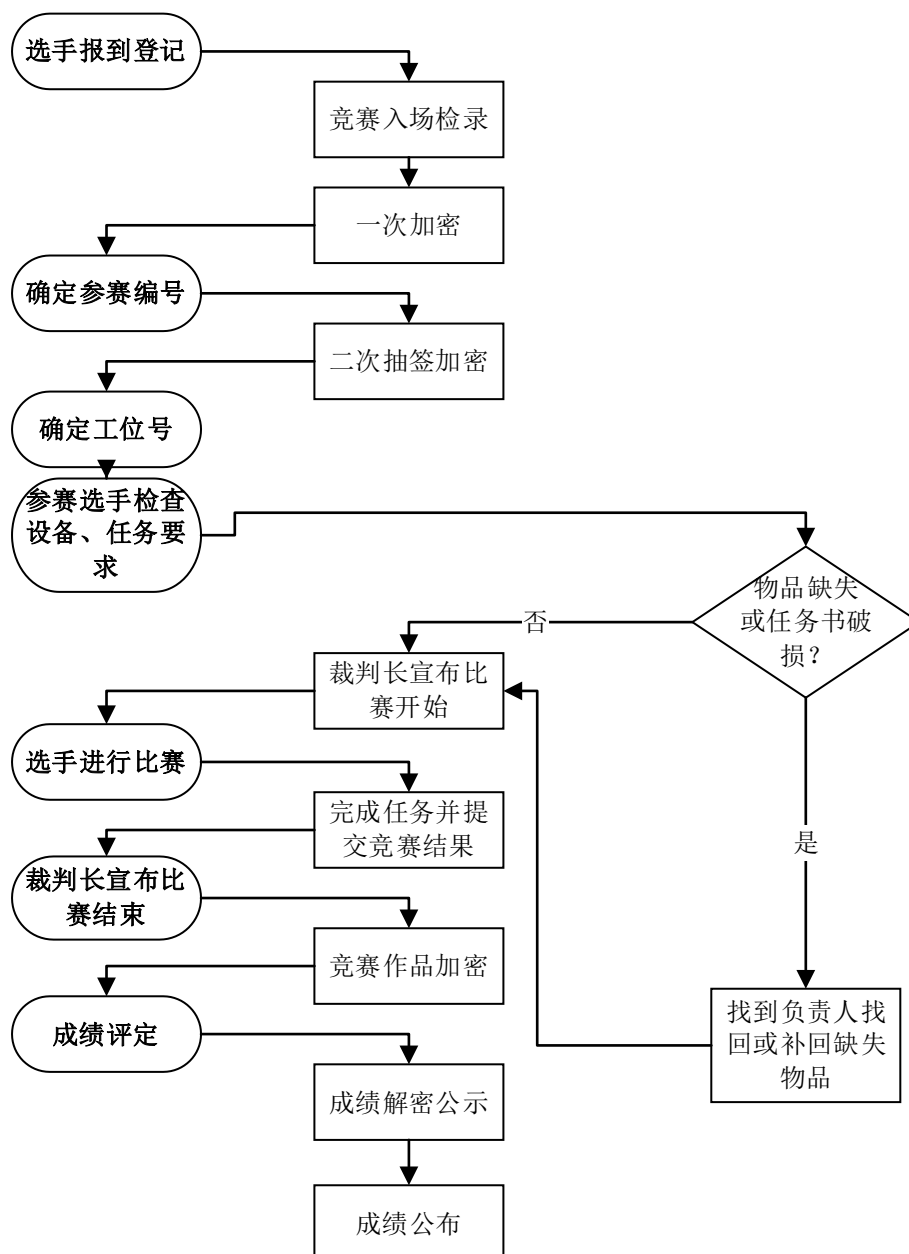 选手报到登记
竞赛入场检录
一次加密
确定参赛编号
二次抽签加密
确定工位号
参赛选手检查
设备、任务要
求
物品缺失
或任务书破
损？
否
裁判长宣布比
赛开始
选手进行比赛
完成任务并提
交竞赛结果
是
裁判长宣布比
赛结束
竞赛作品加密
找到负责人找
回或补回缺失
物品
成绩评定
成绩解密公示
成绩公布